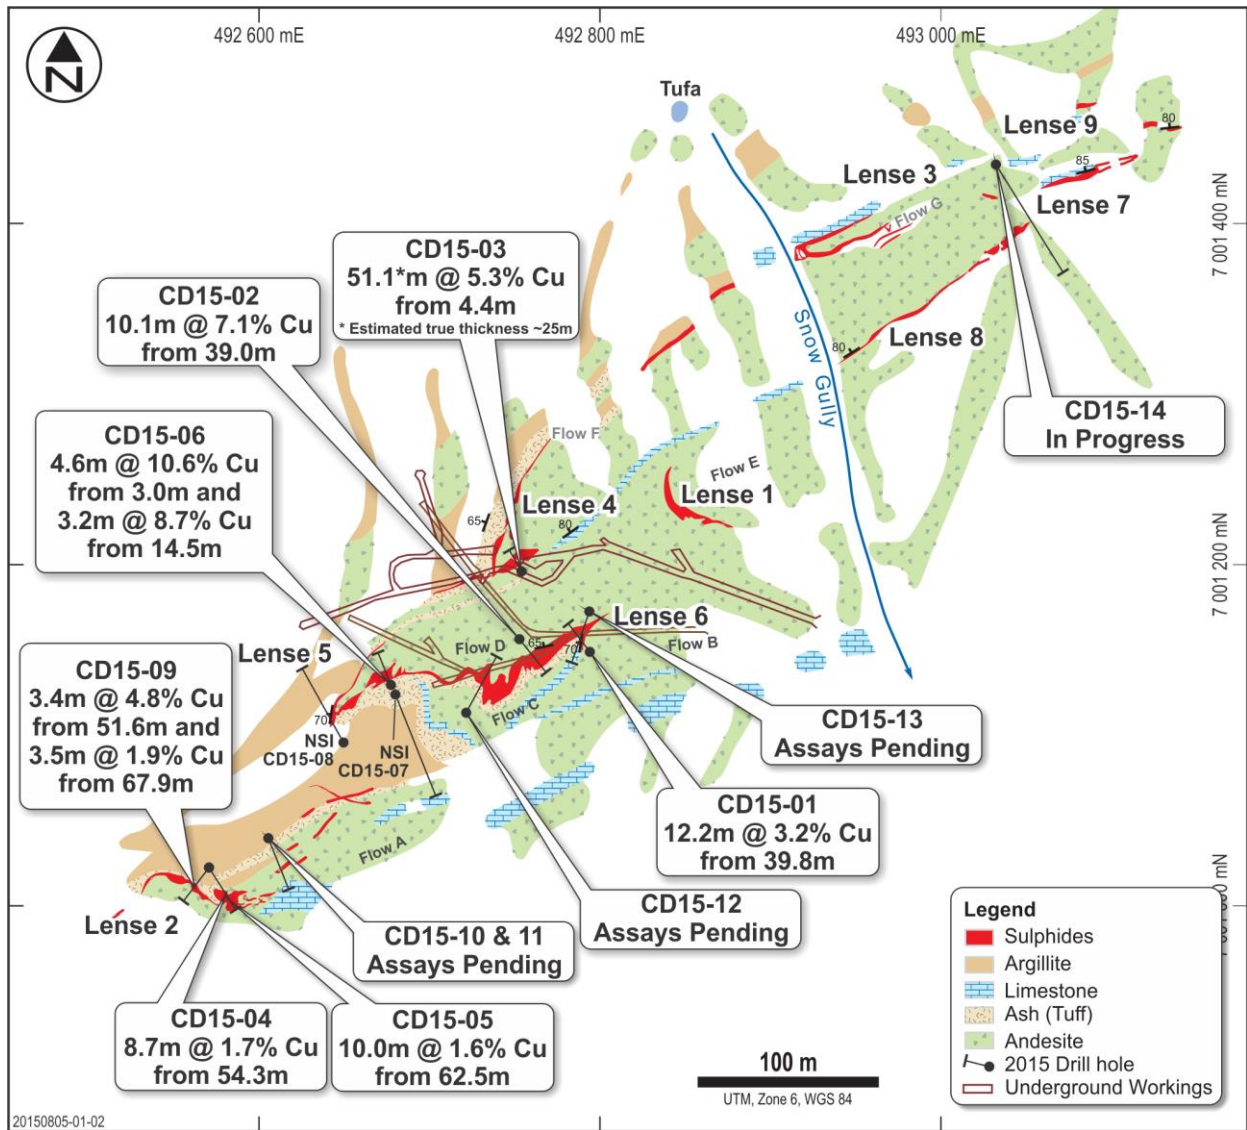 492 600 mE
492 800 mE
493 000 mE
N
Tufa
Lense 9
80
85
Lense 3
Lense 7
Flow G
7 001 400 mN
CD15-03
51.1*m @ 5.3% Cu
from 4.4m
* Estimated true thickness ~25m
CD15-02
10.1m @ 7.1% Cu
from 39.0m
Snow Gully
80
Lense 8
CD15-14
In Progress
CD15-06
4.6m @ 10.6% Cu
from 3.0m and
3.2m @ 8.7% Cu
from 14.5m
Flow F
Flow E
Lense 1
Lense 4
65
80
7 001 200 mN
Lense 6
Flow B
Flow D
65
70
Lense 5
Flow C
70
NSI
CD15-08
NSI
CD15-07
CD15-09
3.4m @ 4.8% Cu
from 51.6m and
3.5m @ 1.9% Cu
from 67.9m
CD15-13
Assays Pending
CD15-01
12.2m @ 3.2% Cu
from 39.8m
Flow A
Lense 2
CD15-12
Assays Pending
CD15-10 & 11
Assays Pending
CD15-04
8.7m @ 1.7% Cu
from 54.3m
CD15-05
10.0m @ 1.6% Cu
from 62.5m
mN
Legend
Sulphides
Argillite
Limestone
Ash (Tuff)
Andesite
2015 Drill hole
Underground Workings
100 m
UTM, Zone 6, WGS 84
20150805-01-02